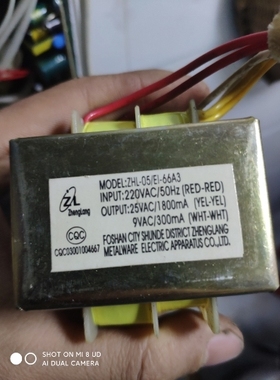 MODEL:ZHL-05/EI-66A3
INPUT:220VAC/50Hz (RED-RED)
OUTPUT:25VAC/1800mA (YEL-YEL)
9VAC/300mA (WHT-WHT)
ZhengLong
CQC
CQC03001004667
FOSHAN CITY SHUNDE DISTRICT ZHENGLANG
METALWARE ELECTRIC APPARATUS CO.,LTD.
SHOT ON MI 8 UD
AI DUAL CAMERA